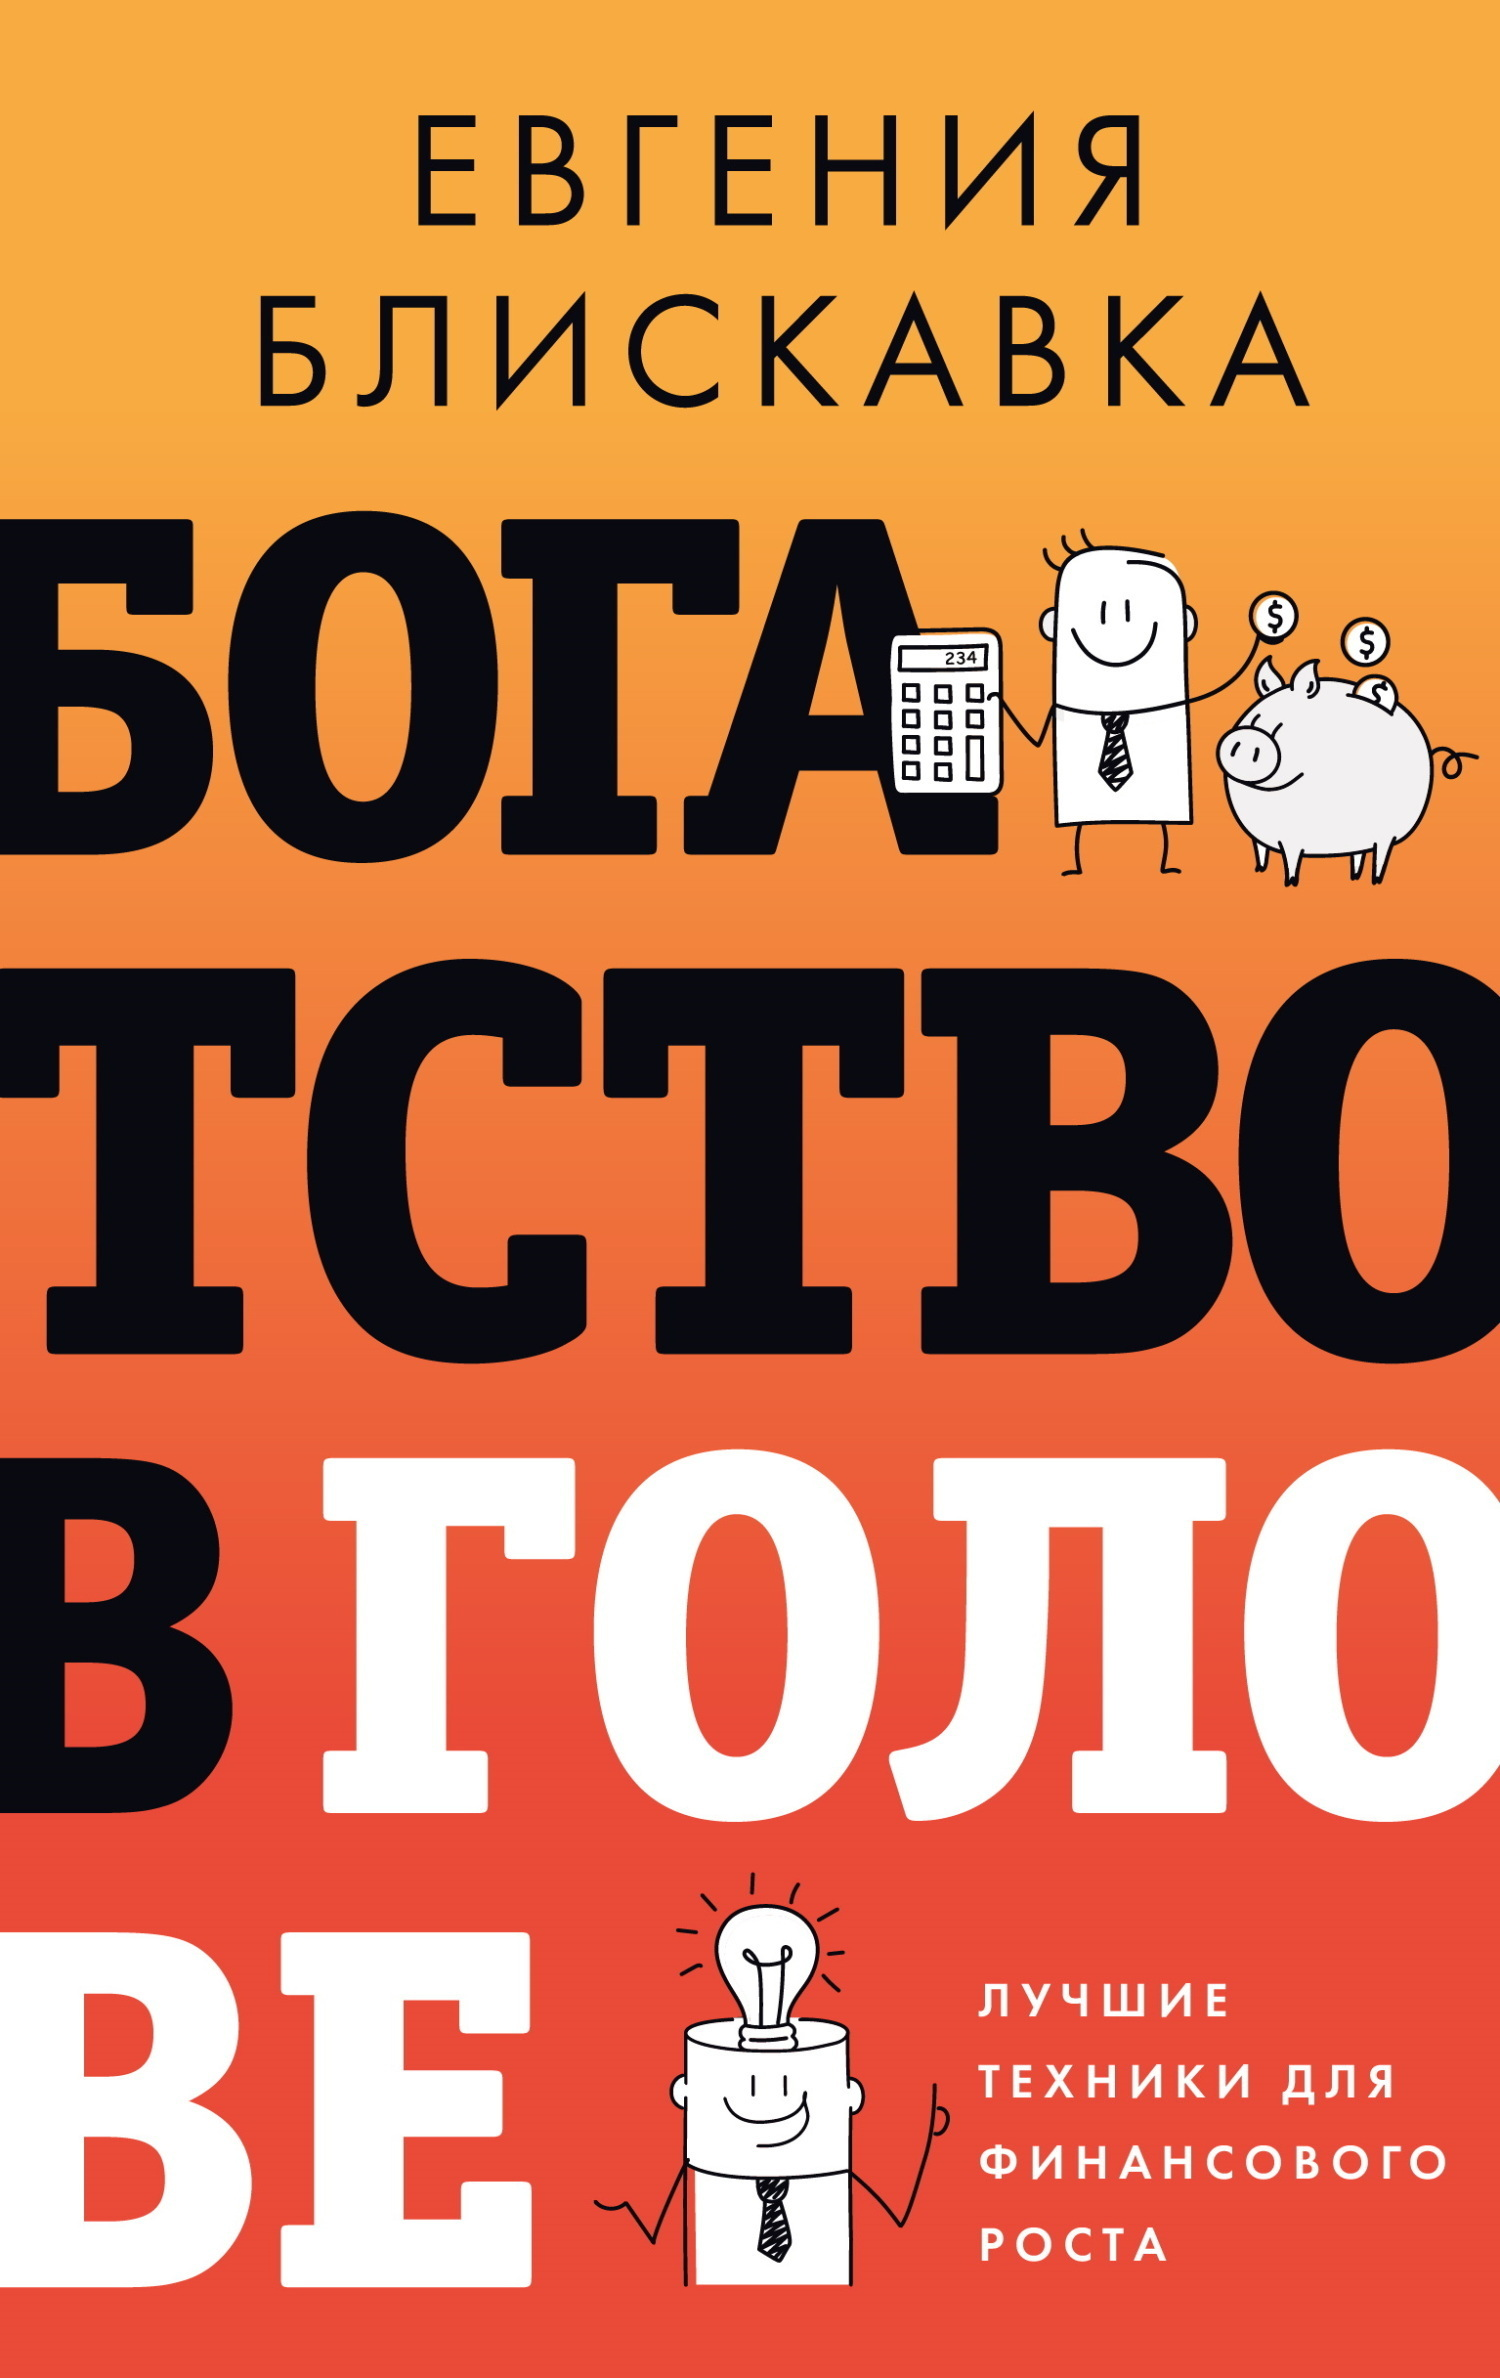 ЕВГЕНИЯ
БЛИСКАВКА
БОГА
234
$
$
$
ТСТВО
В ГОЛО
ВЕ
ЛУЧШИЕ
ТЕХНИКИ ДЛЯ
ФИНАНСОВОГО
РОСТА